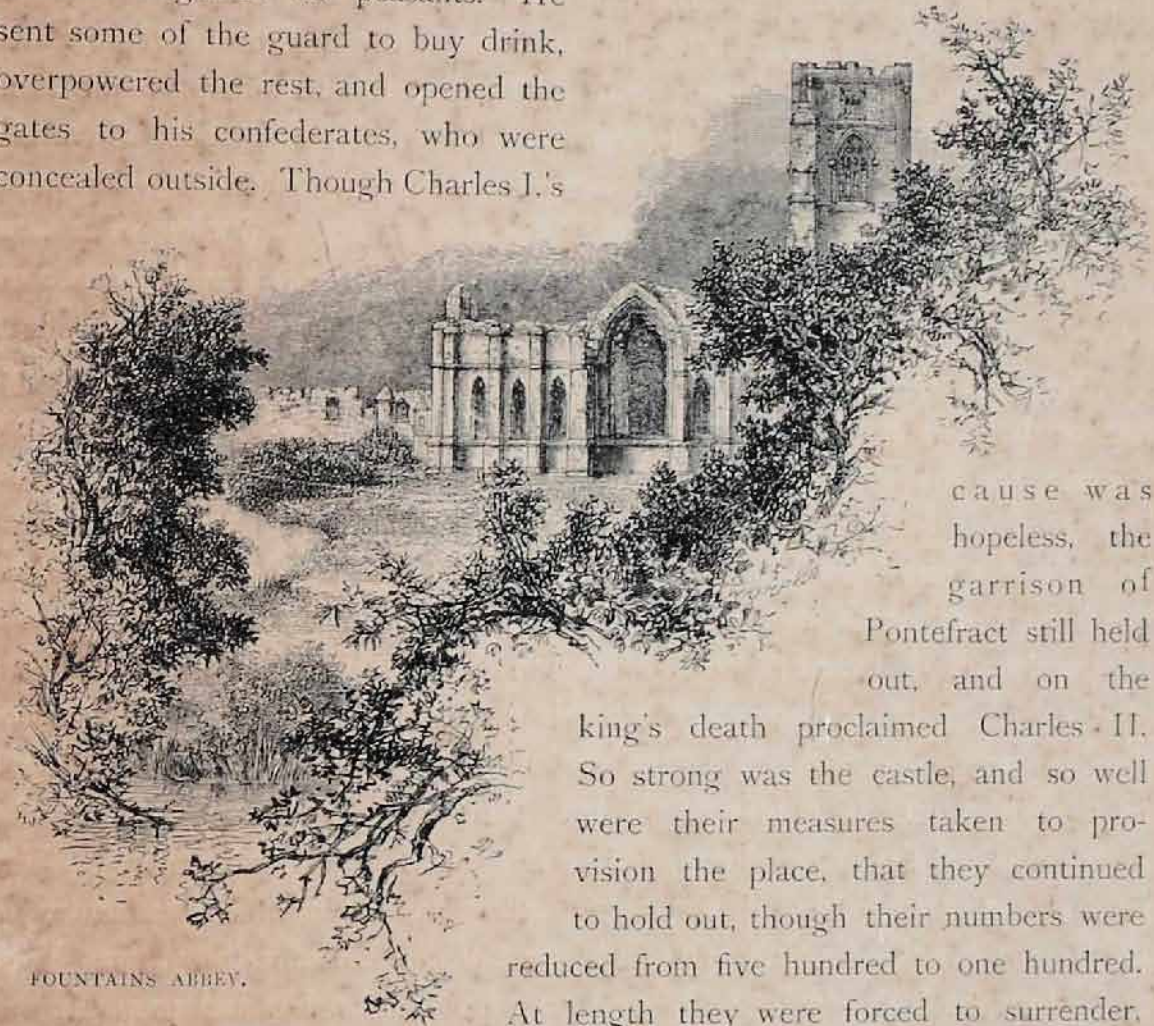 sent some of the guard to buy drink,
overpowered the rest, and opened the
gates to his confederates, who were
concealed outside. Though Charles I.'s
cause was
hopeless, the
garrison of
Pontefract still held
out, and on the
king's death proclaimed Charles II.
So strong was the castle, and so well
were their measures taken to pro-
vision the place, that they continued
to hold out, though their numbers were
reduced from five hundred to one hundred.
At length they were forced to surrender,
FOUNTAINS ABBEY.